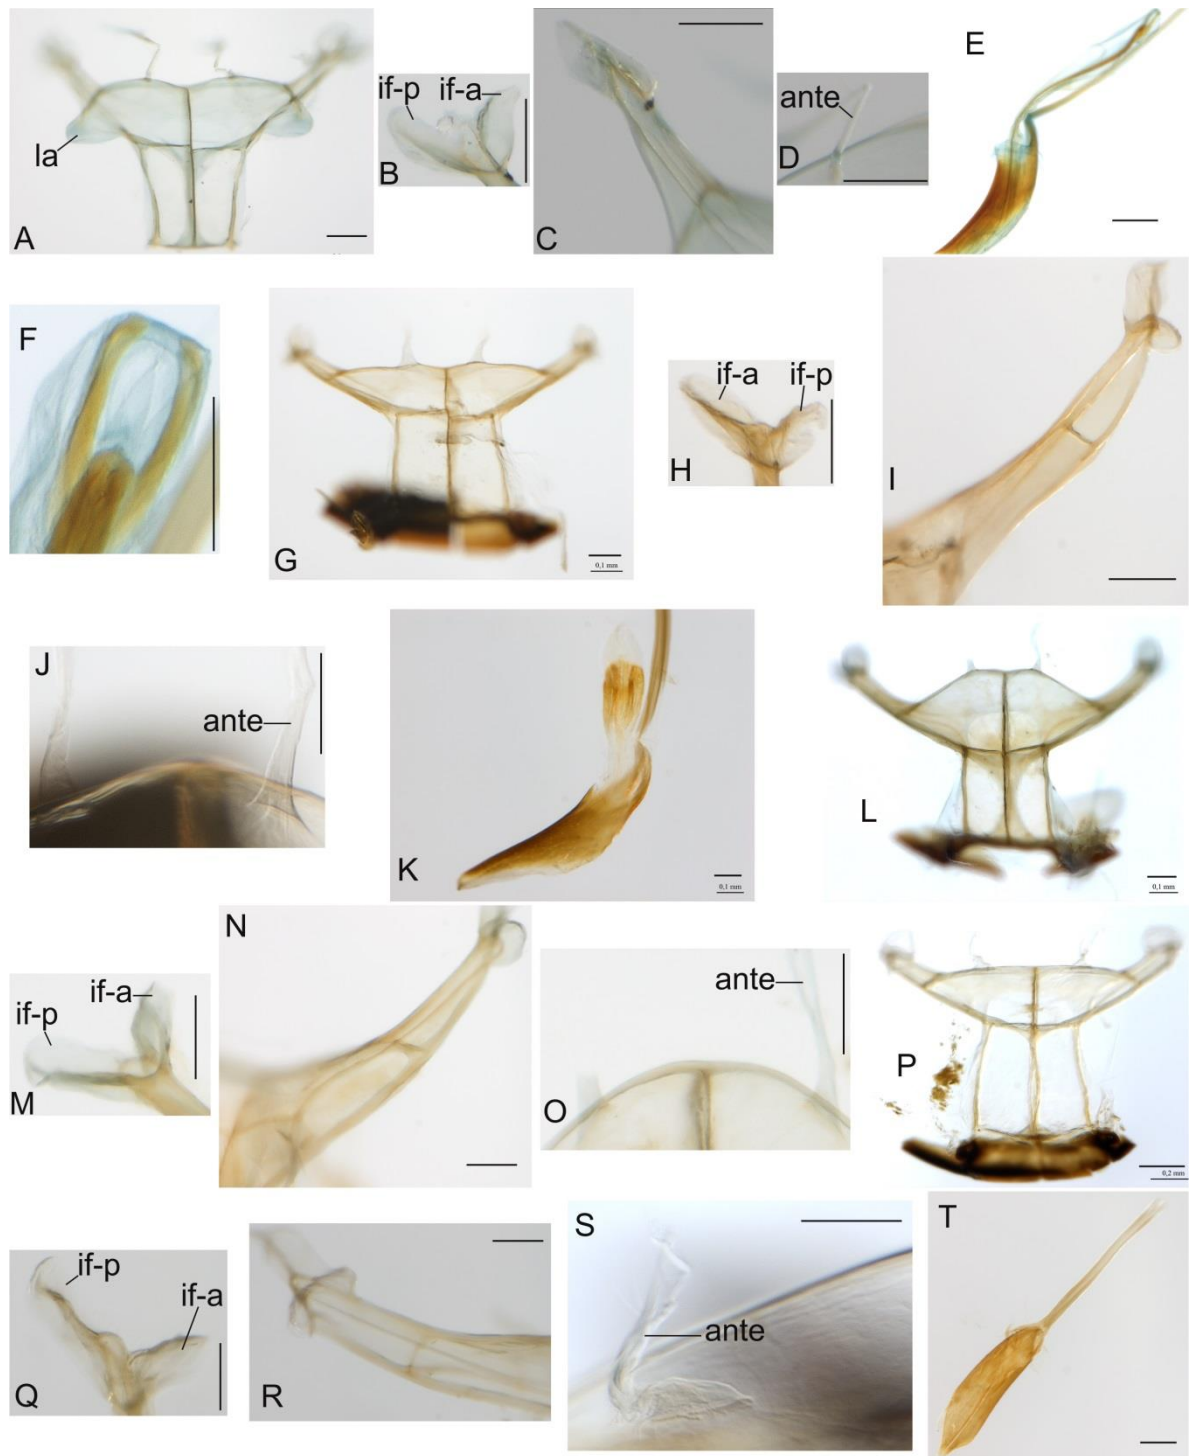 A
la
B
if-p
if-a
C
D
ante
E
F
G
0,1 mm
H
if-a
if-p
I
J
ante
K
0,1 mm
L
0,1 mm
M
if-p
if-a
N
O
ante
P
0,2 mm
Q
if-p
if-a
R
S
ante
T